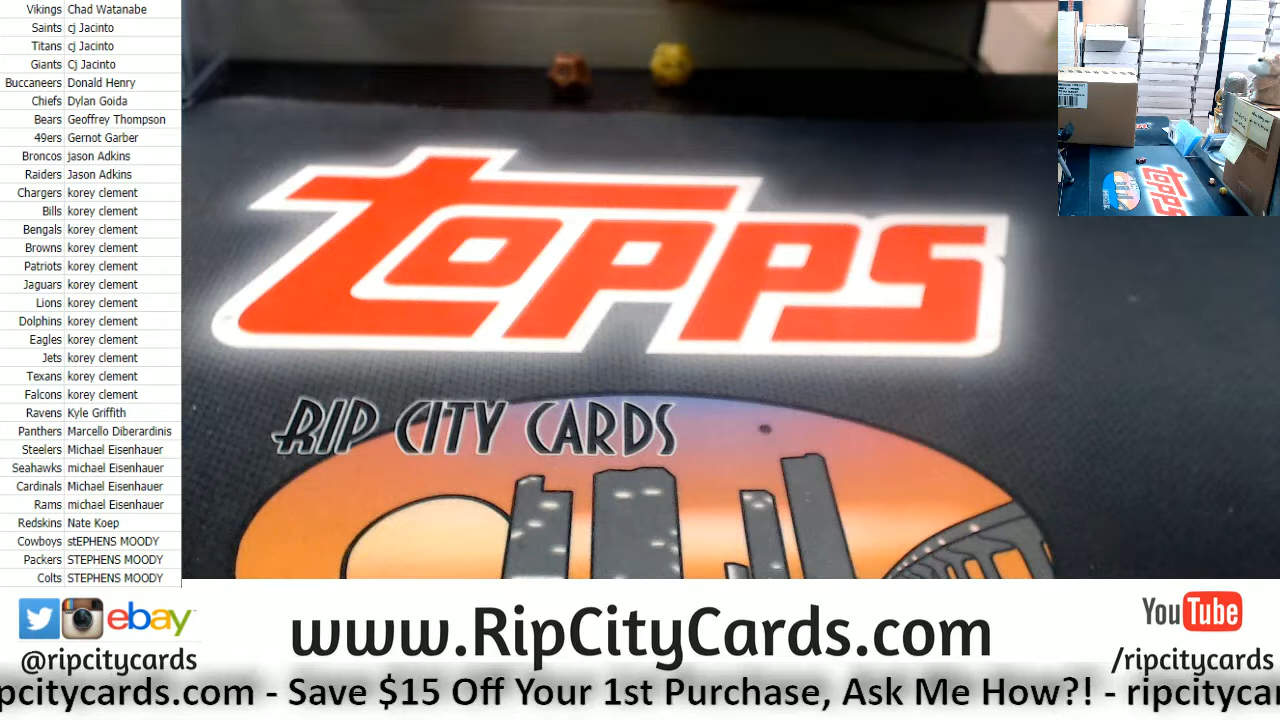 Vikings Chad Watanabe
Saints cj Jacinto
Titans cj Jacinto
Giants Cj Jacinto
Buccaneers Donald Henry
Chiefs Dylan Goida
Bears Geoffrey Thompson
49ers Gernot Garber
Broncos jason Adkins
Raiders Jason Adkins
Chargers korey clement
Bills korey clement
Bengals korey clement
Browns korey clement
Patriots korey clement
Jaguars korey clement
Lions korey clement
Dolphins korey clement
Eagles korey clement
Jets korey clement
Texans korey clement
Falcons korey clement
Ravens Kyle Griffith
Panthers Marcello Diberardinis
Steelers Michael Eisenhauer
Seahawks michael Eisenhauer
Cardinals Michael Eisenhauer
Rams michael Eisenhauer
Redskins Nate Koep
Cowboys stEPHENS MOODY
Packers STEPHENS MOODY
Colts STEPHENS MOODY
topps
RIP CITY CARDS
topps
ebay
@ripcitycards
www.RipCityCards.com
YouTube
/ripcitycards
pcitycards.com - Save $15 Off Your 1st Purchase, Ask Me How?! - ripcitycar